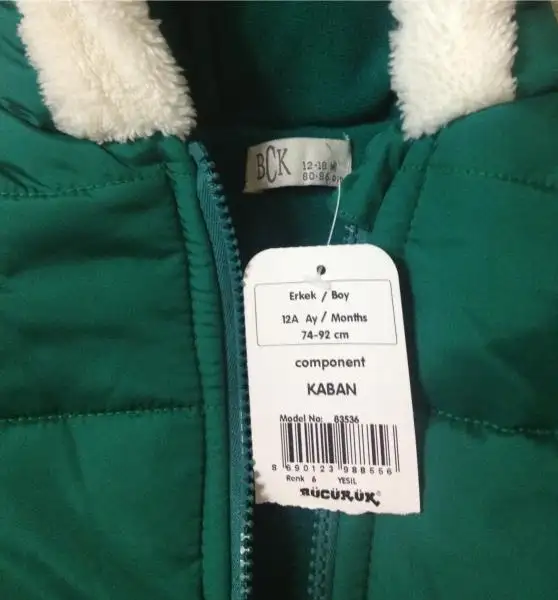 BCK
12-18 M
80-86 cm
Erkek / Boy
12A Ay / Months
74-92 cm
component
KABAN
Model No: 83536
8 690123 988556
Renk 6 YESIL
BÜCÜRÜK®